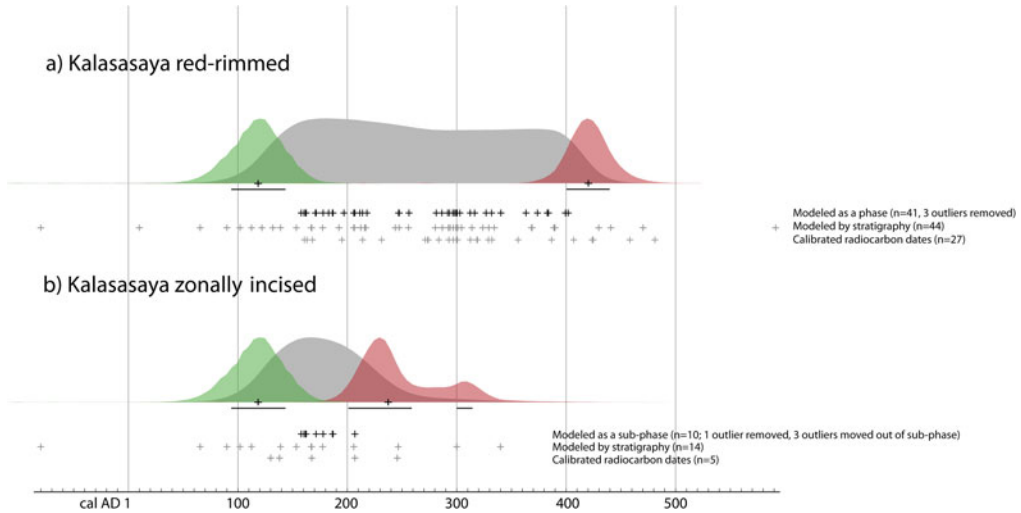 a) Kalasasaya red-rimmed
Modeled as a phase (n=41, 3 outliers removed)
Modeled by stratigraphy (n=44)
Calibrated radiocarbon dates (n=27)
b) Kalasasaya zonally incised
Modeled as a sub-phase (n=10; 1 outlier removed, 3 outliers moved out of sub-phase)
Modeled by stratigraphy (n=14)
Calibrated radiocarbon dates (n=5)
cal AD 1 100 200 300 400 500